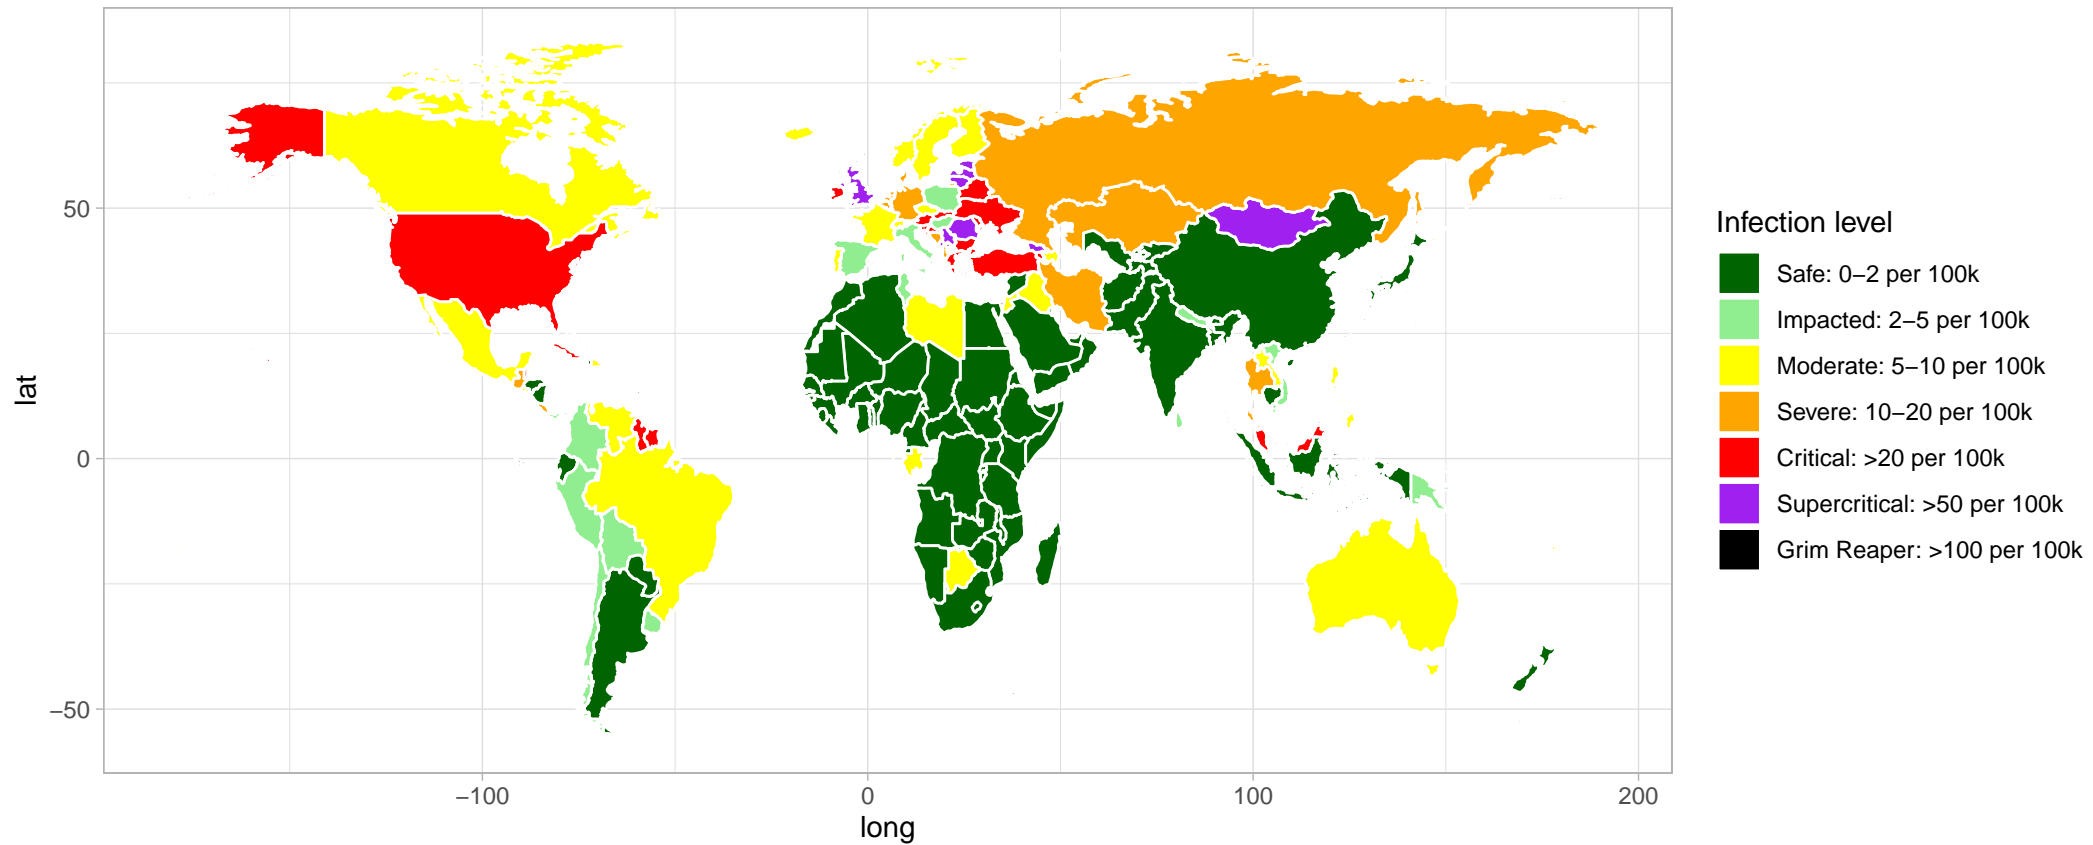 Infection level
Safe: 0–2 per 100k
Impacted: 2–5 per 100k
Moderate: 5–10 per 100k
Severe: 10–20 per 100k
Critical: >20 per 100k
Supercritical: >50 per 100k
Grim Reaper: >100 per 100k
50
0
−50
lat
−100
0
100
200
long